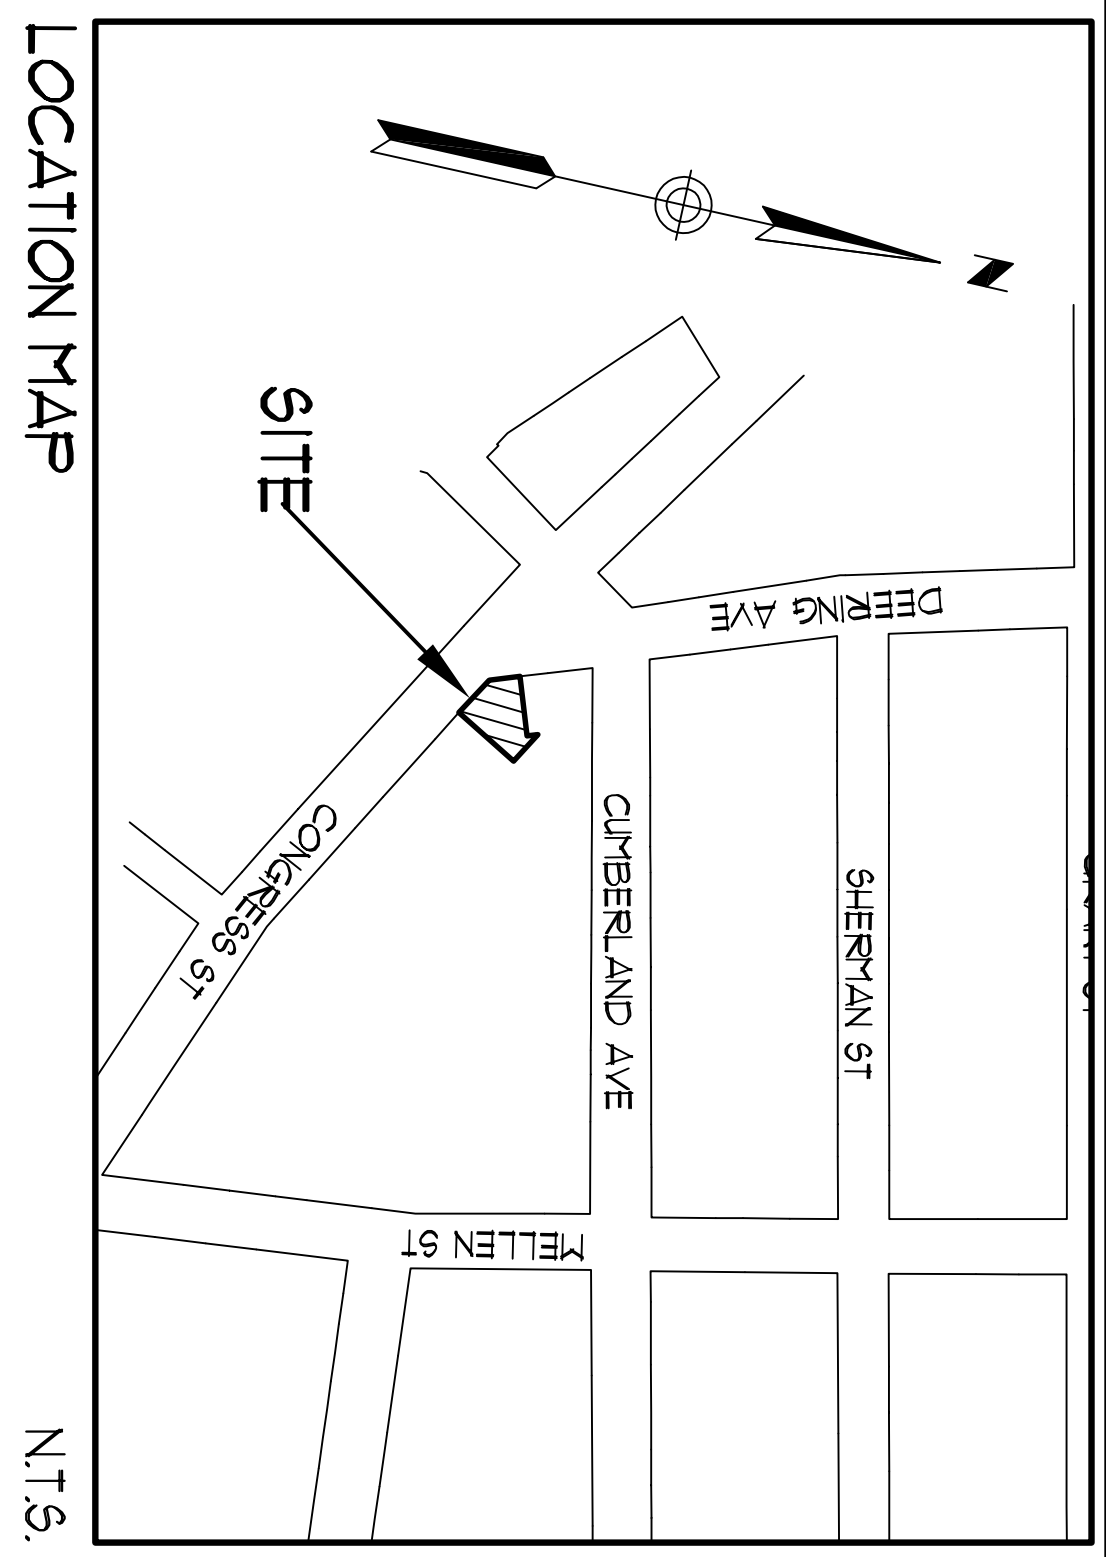 N
SITE
DEERING AVE
CONGRESS ST
CUMBERLAND AVE
SHERMAN ST
MELLEN ST
LOCATION MAP
N.T.S.